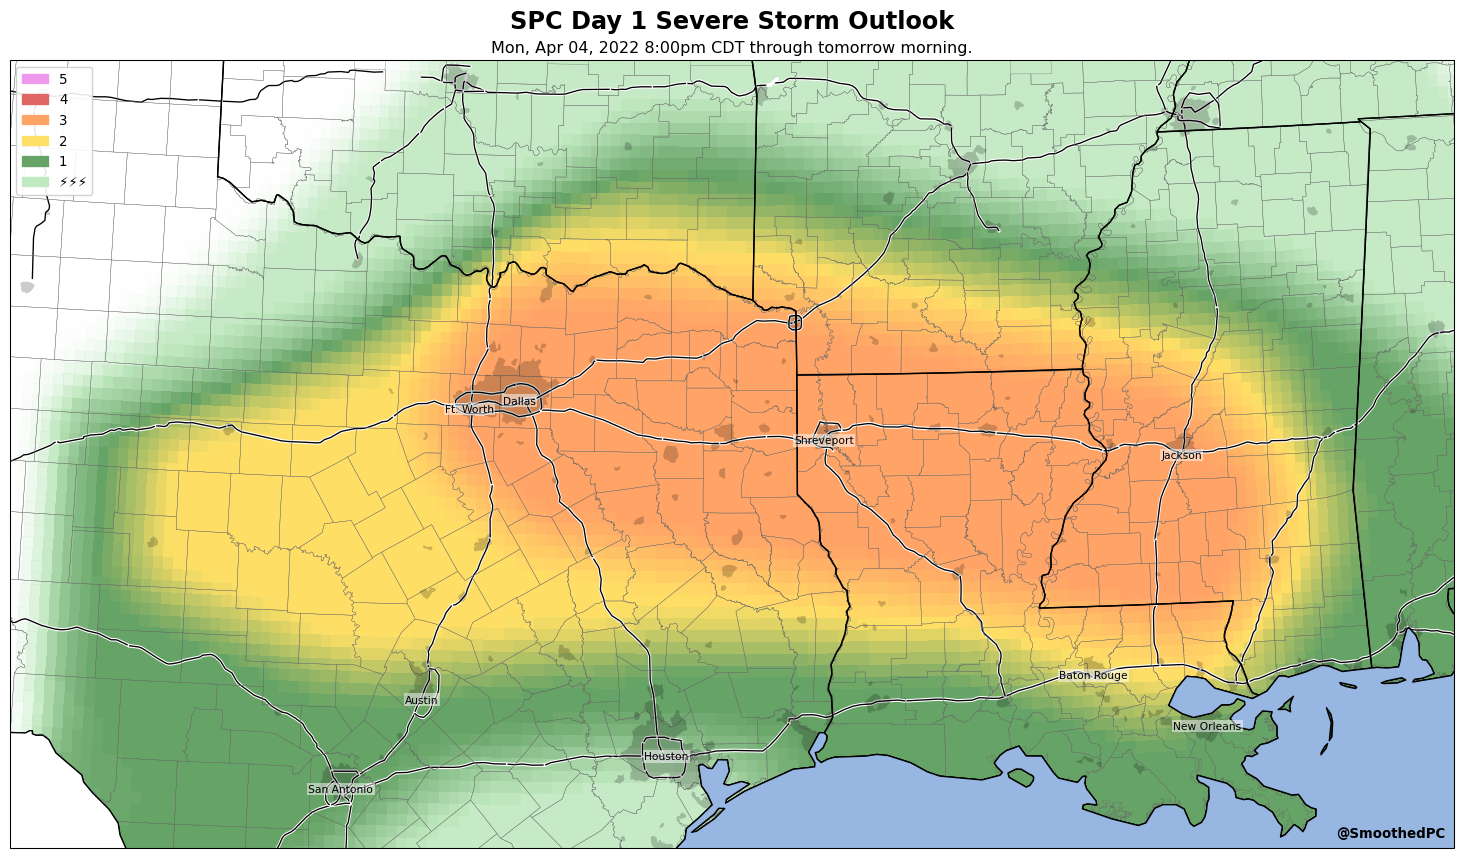 SPC Day 1 Severe Storm Outlook
Mon, Apr 04, 2022 8:00pm CDT through tomorrow morning.
5
4
3
2
1
⚡⚡⚡
Ft. Worth
Dallas
Shreveport
Jackson
Baton Rouge
Austin
New Orleans
Houston
San Antonio
@SmoothedPC